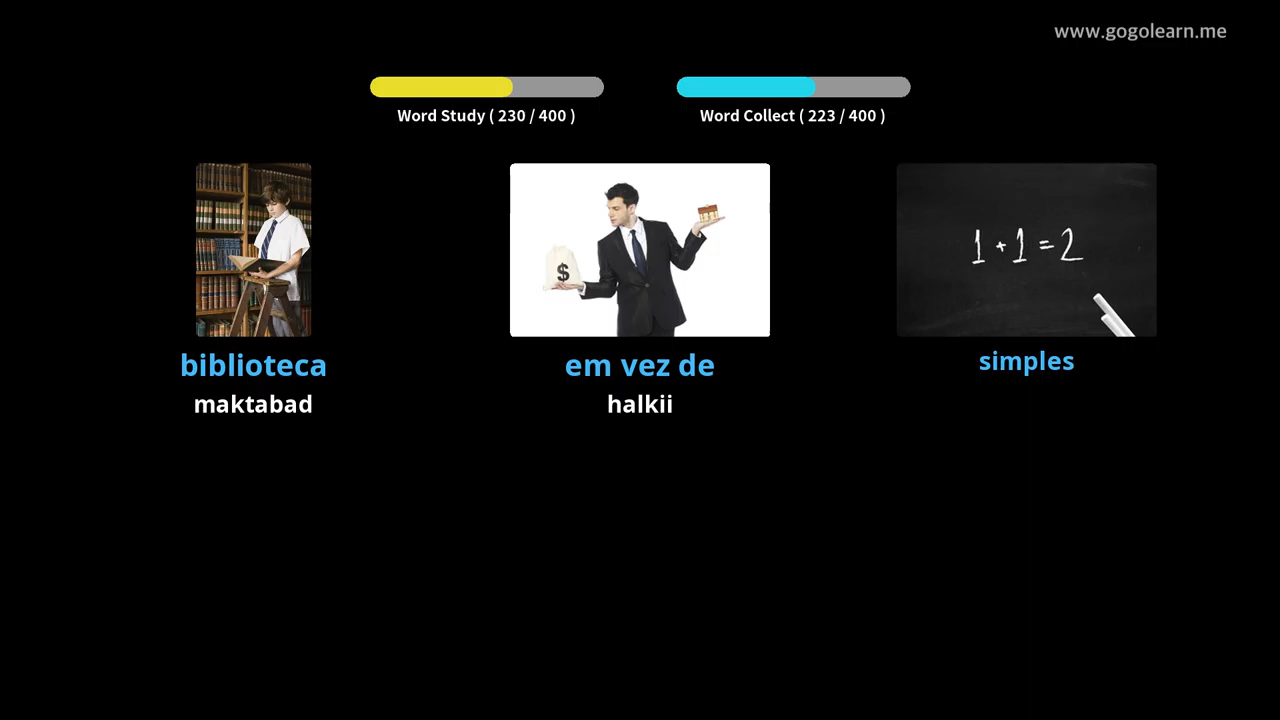 www.gogolearn.me
Word Study ( 230 / 400 )
Word Collect ( 223 / 400 )
$
1 + 1 = 2
biblioteca
maktabad
em vez de
halkii
simples